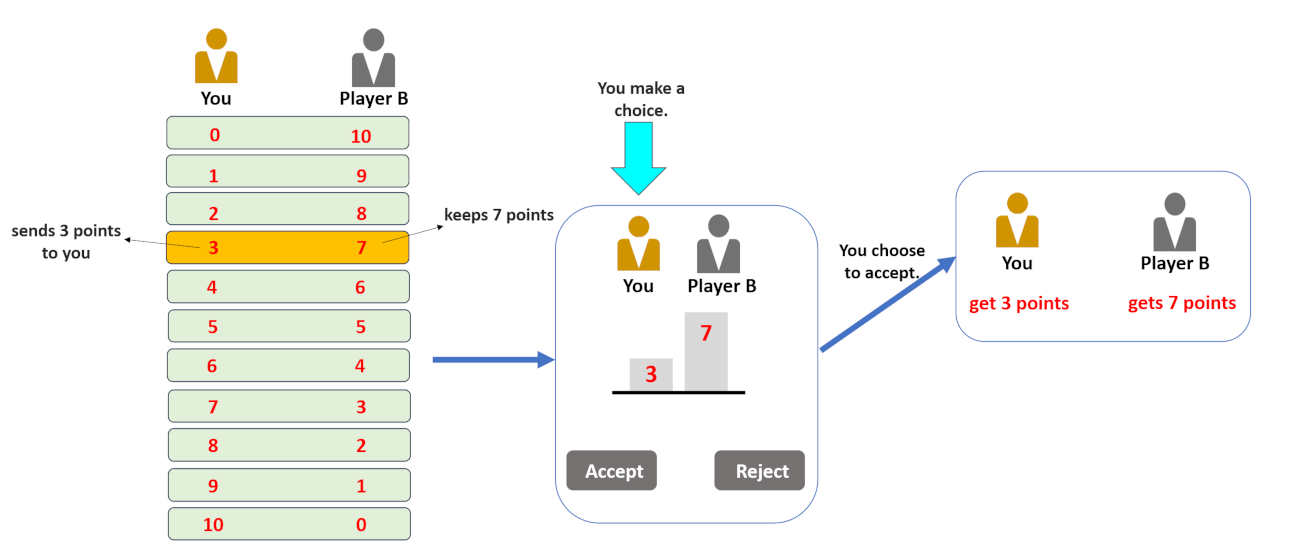 You Player B
0 10
1 9
2 8
sends 3 points
to you
3 7
keeps 7 points
4 6
5 5
6 4
7 3
8 2
9 1
10 0
You make a
choice.
You Player B
7
3
Accept Reject
You choose
to accept.
You Player B
get 3 points gets 7 points